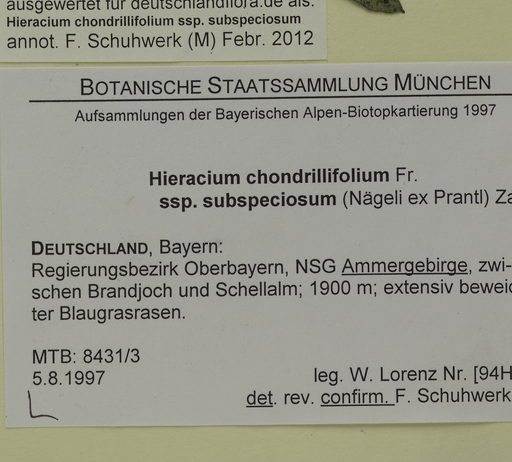 ausgewertet für deutschlandflora.de als:
Hieracium chondrillifolium ssp. subspeciosum
annot. F. Schuhwerk (M) Febr. 2012
BOTANISCHE STAATSSAMMLUNG MÜNCHEN
Aufsammlungen der Bayerischen Alpen-Biotopkartierung 1997
Hieracium chondrillifolium Fr.
ssp. subspeciosum (Nägeli ex Prantl) Za
DEUTSCHLAND, Bayern:
Regierungsbezirk Oberbayern, NSG Ammergebirge, zwi-
schen Brandjoch und Schellalm; 1900 m; extensiv beweid
ter Blaugrasrasen.
MTB: 8431/3
5.8.1997
leg. W. Lorenz Nr. [94H
det. rev. confirm. F. Schuhwerk